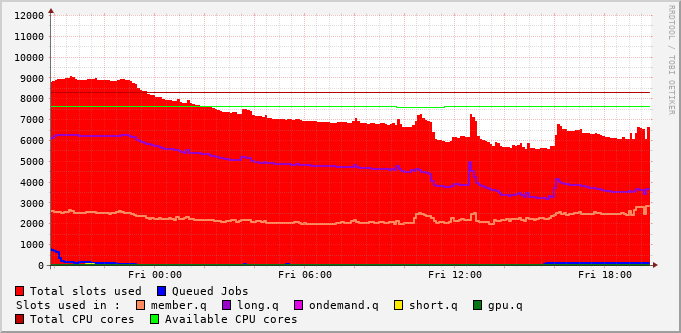 12000
11000
10000
9000
8000
7000
6000
5000
4000
3000
2000
1000
0
Fri 00:00 Fri 06:00 Fri 12:00 Fri 18:00
RRDTOOL / TOBI OETIKER
Total slots used Queued Jobs
Slots used in : member.q long.q ondemand.q short.q gpu.q
Total CPU cores Available CPU cores